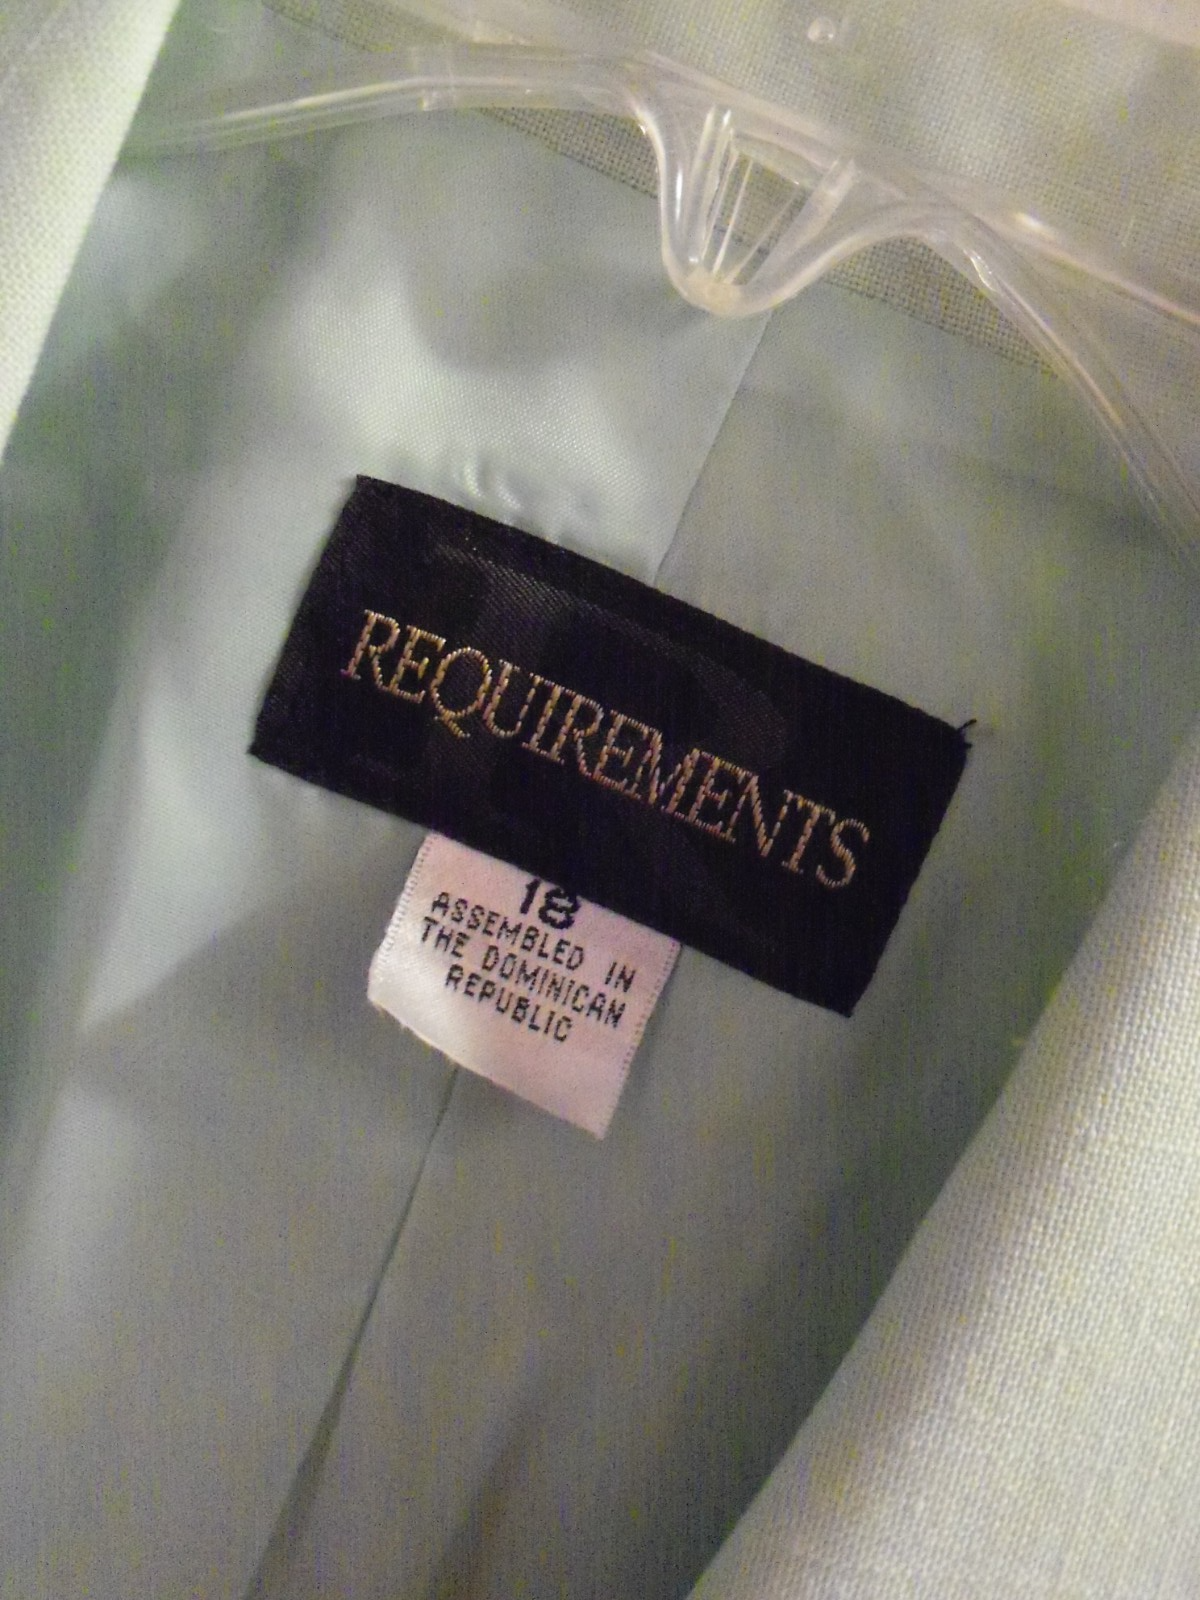 REQUIREMENTS
18
ASSEMBLED IN
THE DOMINICAN
REPUBLIC